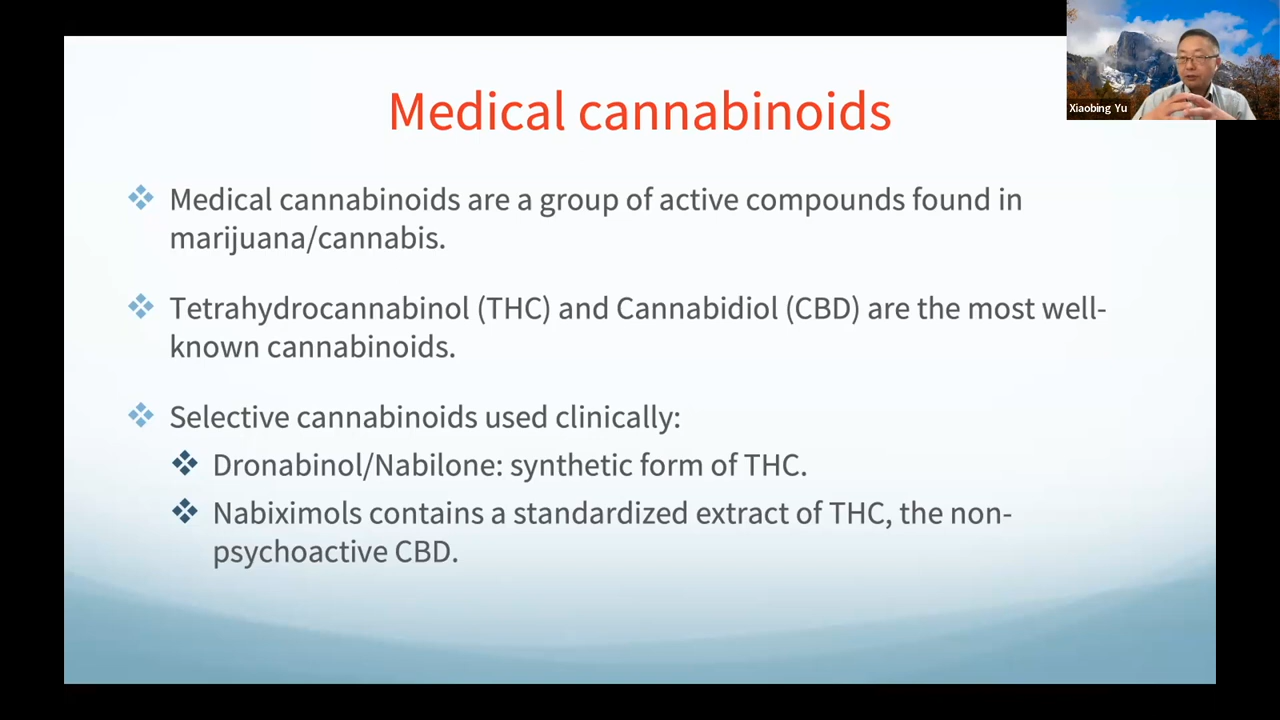 Medical cannabinoids
Xiaobing Yu
Medical cannabinoids are a group of active compounds found in
marijuana/cannabis.
Tetrahydrocannabinol (THC) and Cannabidiol (CBD) are the most well-
known cannabinoids.
Selective cannabinoids used clinically:
Dronabinol/Nabilone: synthetic form of THC.
Nabiximols contains a standardized extract of THC, the non-
psychoactive CBD.